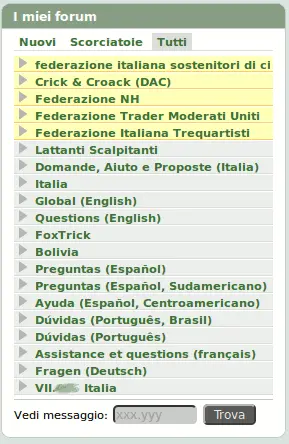 I miei forum
Nuovi Scorciatoie Tutti
federazione italiana sostenitori di ci
Crick & Croack (DAC)
Federazione NH
Federazione Trader Moderati Uniti
Federazione Italiana Trequartisti
Lattanti Scalpitanti
Domande, Aiuto e Proposte (Italia)
Italia
Global (English)
Questions (English)
FoxTrick
Bolivia
Preguntas (Español)
Preguntas (Español, Sudamericano)
Ayuda (Español, Centroamericano)
Dúvidas (Português, Brasil)
Dúvidas (Português)
Assistance et questions (français)
Fragen (Deutsch)
VII. Italia
Vedi messaggio: xxx.yyy Trova